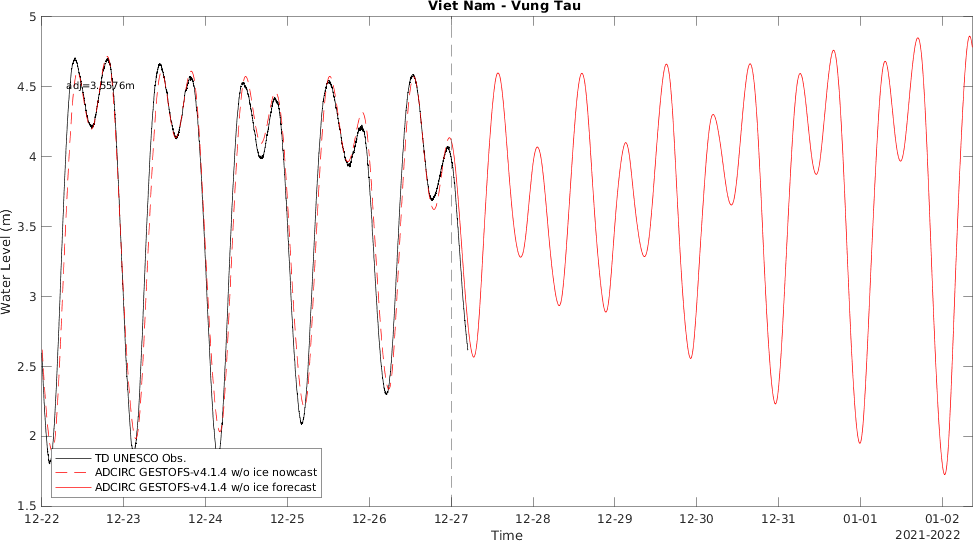 Viet Nam - Vung Tau
5
4.5
4
3.5
3
2.5
2
1.5
Water Level (m)
adj=3.5576m
TD UNESCO Obs.
ADCIRC GESTOFS-v4.1.4 w/o ice nowcast
ADCIRC GESTOFS-v4.1.4 w/o ice forecast
12-22 12-23 12-24 12-25 12-26 12-27 12-28 12-29 12-30 12-31 01-01 01-02
Time
2021-2022